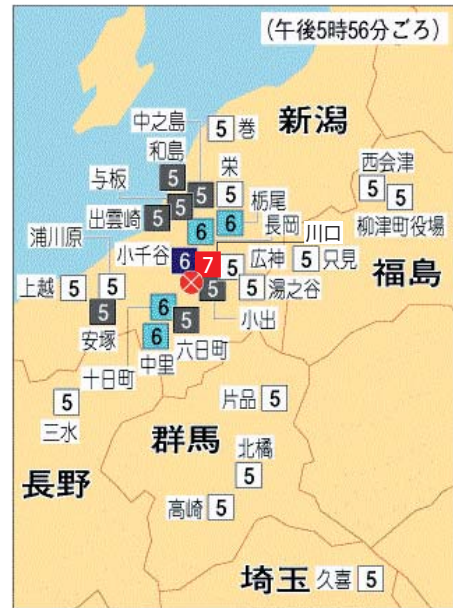 (午後5時56分ごろ)
中之島
5 巻
新潟
和島
栄
西会津
与板
5
5
5
5
5
栃尾
5
柳津町役場
出雲崎
5
6
6
長岡
川口
浦川原
小千谷
6
7
5
広神
5
只見
福島
上越
5
5
5
5
湯之谷
5
安塚
6
5
小出
6
六日町
十日町
中里
5
三水
片品
5
群馬
北橘
5
長野
高崎
5
埼玉
久喜
5